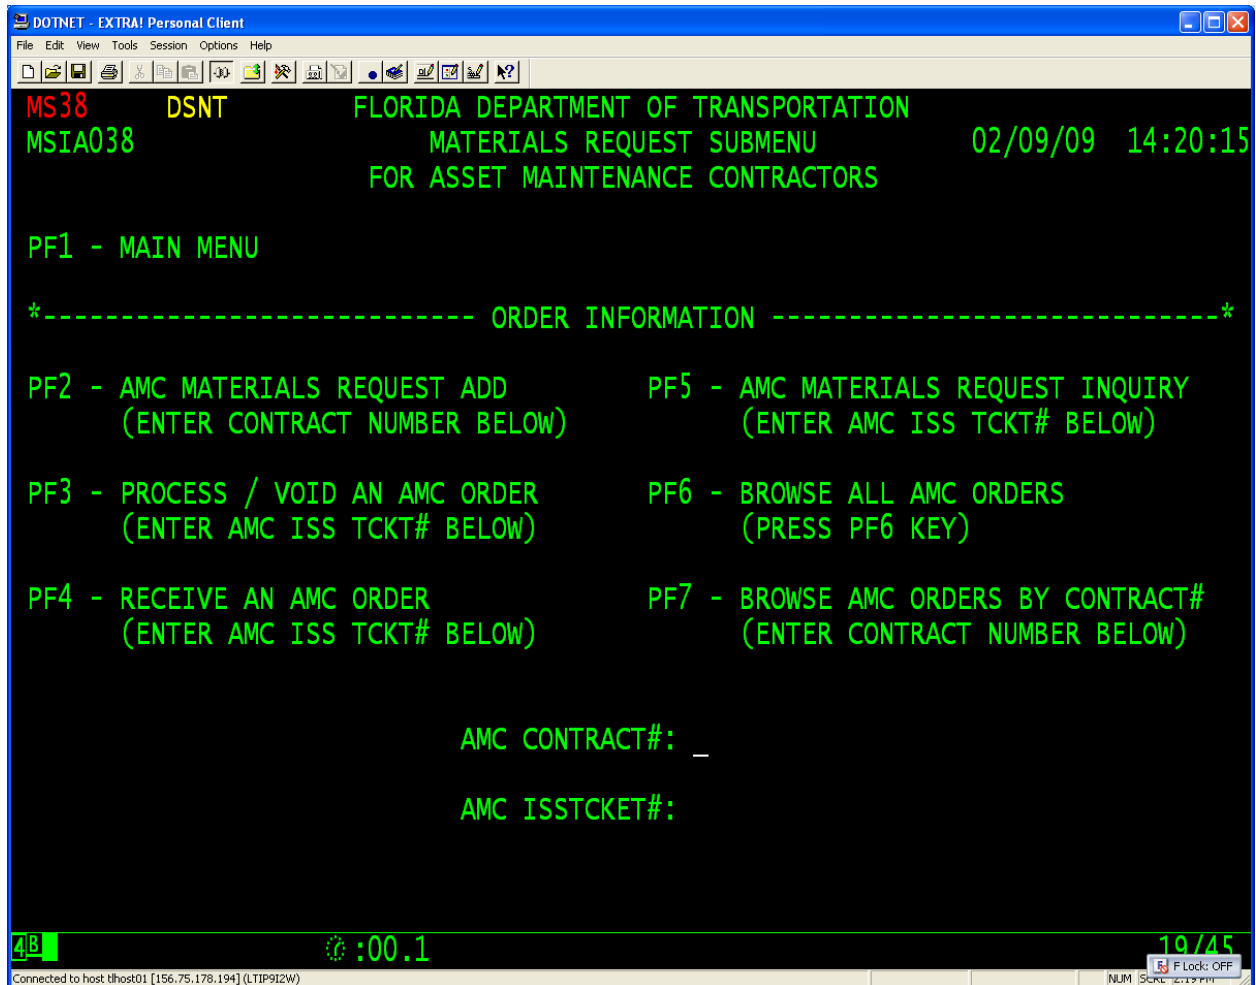 DOTNET - EXTRA! Personal Client
File Edit View Tools Session Options Help
MS38 DSNT FLORIDA DEPARTMENT OF TRANSPORTATION
MSIA038 MATERIALS REQUEST SUBMENU 02/09/09 14:20:15
FOR ASSET MAINTENANCE CONTRACTORS
PF1 - MAIN MENU
*---------------------------- ORDER INFORMATION -----------------------------*
PF2 - AMC MATERIALS REQUEST ADD PF5 - AMC MATERIALS REQUEST INQUIRY
(ENTER CONTRACT NUMBER BELOW) (ENTER AMC ISS TCKT# BELOW)
PF3 - PROCESS / VOID AN AMC ORDER PF6 - BROWSE ALL AMC ORDERS
(ENTER AMC ISS TCKT# BELOW) (PRESS PF6 KEY)
PF4 - RECEIVE AN AMC ORDER PF7 - BROWSE AMC ORDERS BY CONTRACT#
(ENTER AMC ISS TCKT# BELOW) (ENTER CONTRACT NUMBER BELOW)
AMC CONTRACT#: _
AMC ISSTCKET#:
4B :00.1 19/45
F Lock: OFF
Connected to host tlhost01 [156.75.178.194] (LTIP9I2W) NUM